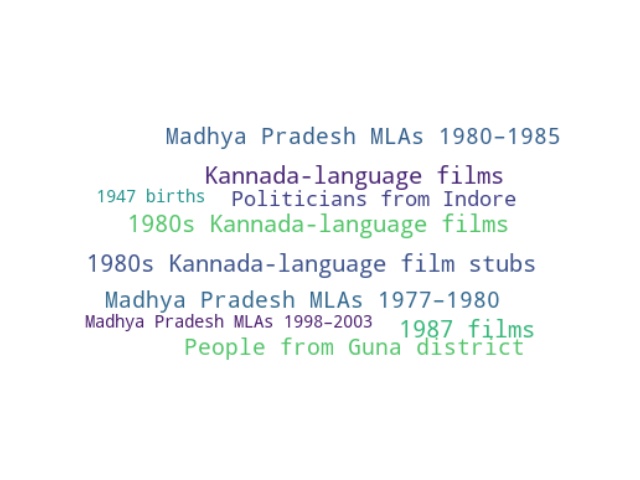 Madhya Pradesh MLAs 1980–1985
Kannada-language films
1947 births
Politicians from Indore
1980s Kannada-language films
1980s Kannada-language film stubs
Madhya Pradesh MLAs 1977–1980
Madhya Pradesh MLAs 1998–2003
1987 films
People from Guna district